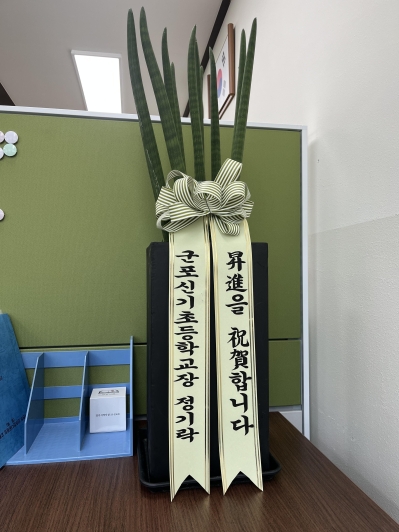 昇進을 祝賀합니다
군포신기초등학교장 정기락